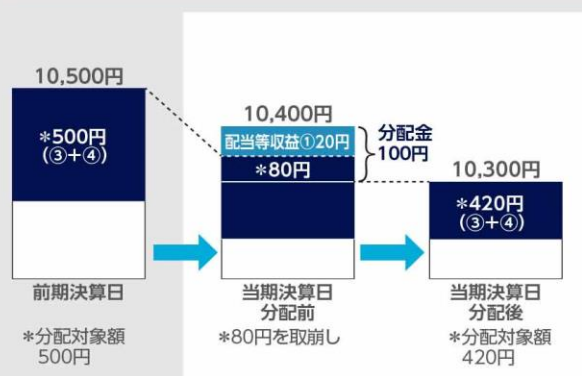 10,500円
*500円
(③+④)
前期決算日
*分配対象額
500円
10,400円
配当等収益①20円
*80円
分配金
100円
当期決算日
分配前
*80円を取崩し
10,300円
*420円
(③+④)
当期決算日
分配後
*分配対象額
420円